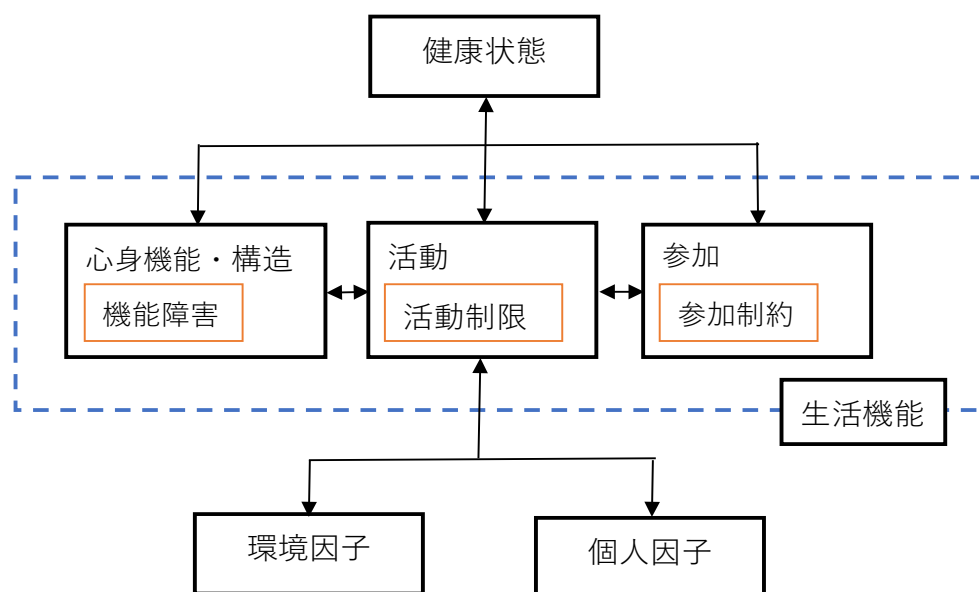 健康状態
心身機能・構造
機能障害
活動
活動制限
参加
参加制約
生活機能
環境因子
個人因子